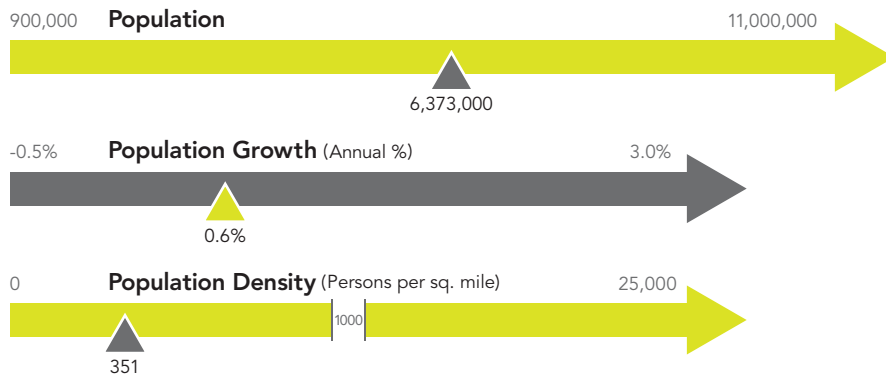 900,000 Population 11,000,000
6,373,000
-0.5% Population Growth (Annual %) 3.0%
0.6%
0 Population Density (Persons per sq. mile) 25,000
1000
351